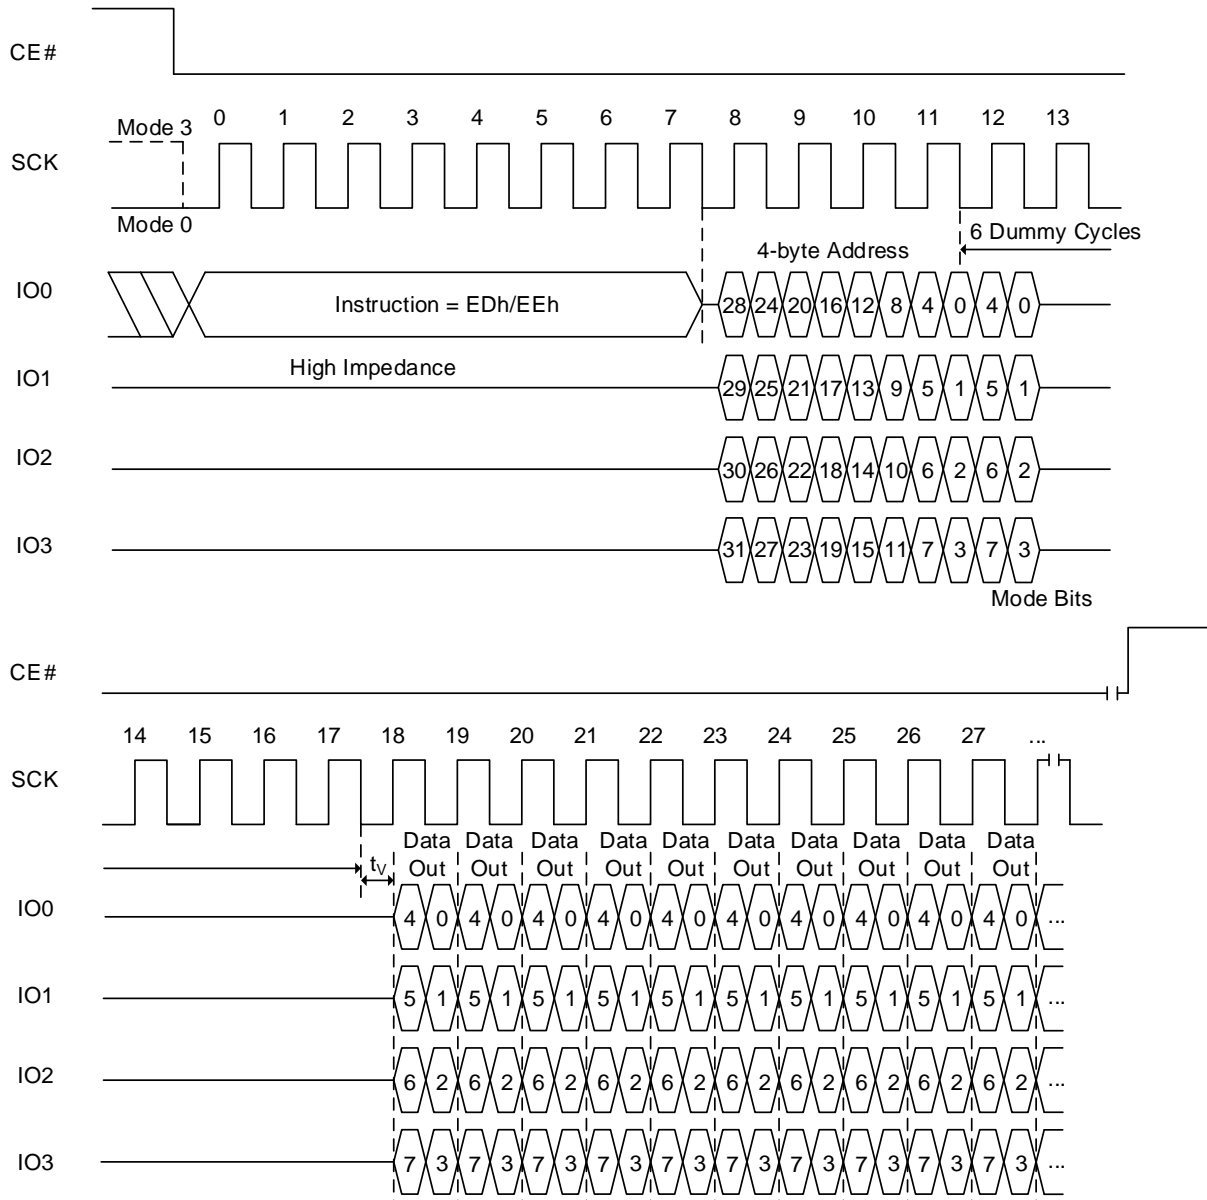 CE#
Mode 3 0 1 2 3 4 5 6 7 8 9 10 11 12 13
SCK
Mode 0
6 Dummy Cycles
4-byte Address
IO0 Instruction = EDh/EEh 28 24 20 16 12 8 4 0 4 0
IO1 High Impedance 29 25 21 17 13 9 5 1 5 1
IO2 30 26 22 18 14 10 6 2 6 2
IO3 31 27 23 19 15 11 7 3 7 3
Mode Bits
CE#
14 15 16 17 18 19 20 21 22 23 24 25 26 27 ...
SCK
Data Data Data Data Data Data Data Data Data Data
tV Out Out Out Out Out Out Out Out Out Out
IO0 4 0 4 0 4 0 4 0 4 0 4 0 4 0 4 0 4 0 4 0 ...
IO1 5 1 5 1 5 1 5 1 5 1 5 1 5 1 5 1 5 1 5 1 ...
IO2 6 2 6 2 6 2 6 2 6 2 6 2 6 2 6 2 6 2 6 2 ...
IO3 7 3 7 3 7 3 7 3 7 3 7 3 7 3 7 3 7 3 7 3 ...